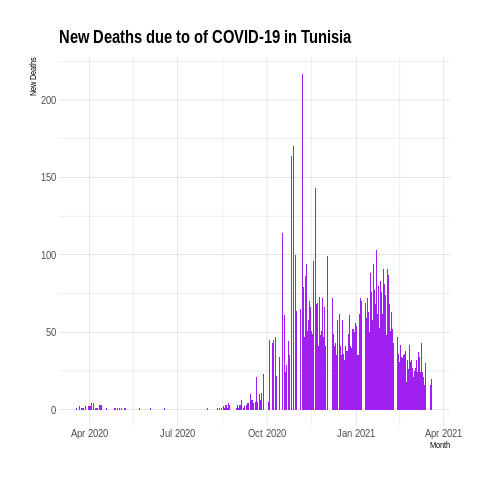 New Deaths due to of COVID-19 in Tunisia
New Deaths
200
150
100
50
0
Apr 2020 Jul 2020 Oct 2020 Jan 2021 Apr 2021
Month